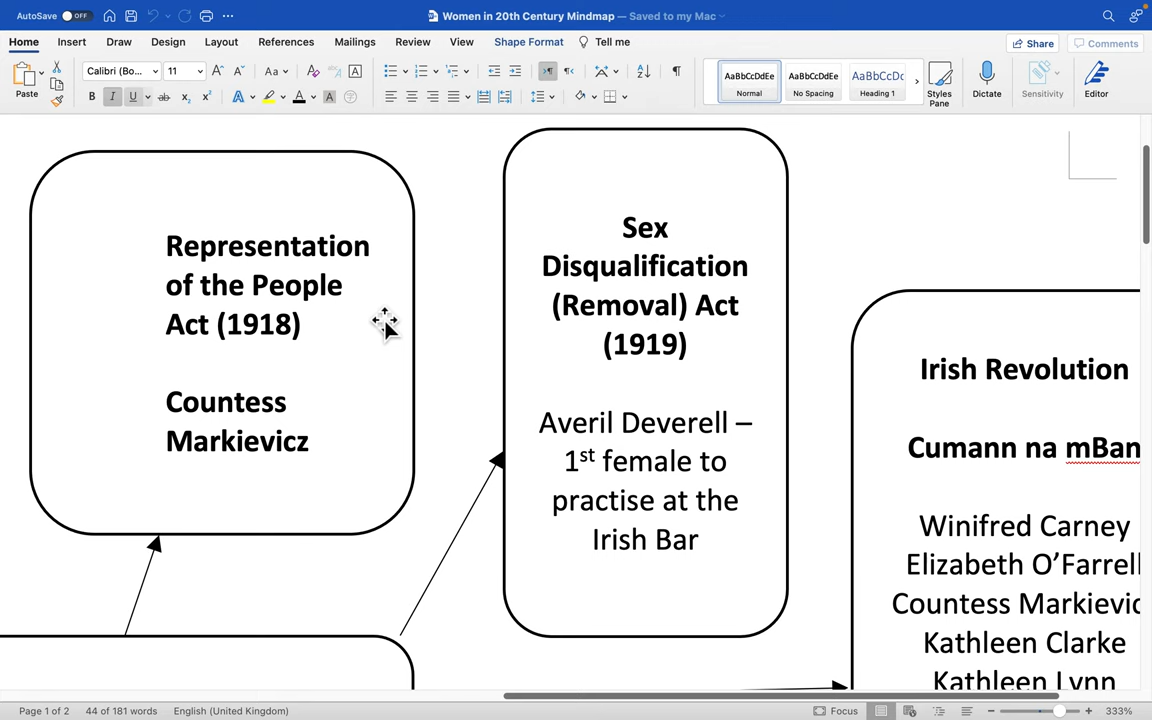 AutoSave OFF
Women in 20th Century Mindmap — Saved to my Mac
Home Insert Draw Design Layout References Mailings Review View Shape Format Tell me
Share Comments
Paste
Calibri (Bo... 11
AaBbCcDdEe AaBbCcDdEe AaBbCcDc
Normal No Spacing Heading 1
Styles Pane
Dictate
Sensitivity
Editor
Representation
of the People
Act (1918)
Countess
Markievicz
Sex
Disqualification
(Removal) Act
(1919)
Averil Deverell –
1st female to
practise at the
Irish Bar
Irish Revolution
Cumann na mBan
Winifred Carney
Elizabeth O’Farrell
Countess Markievic
Kathleen Clarke
Kathleen Lynn
Page 1 of 2 44 of 181 words English (United Kingdom)
Focus
333%